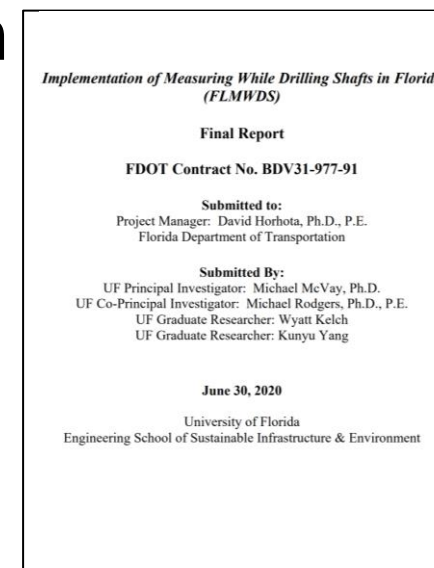 Implementation of Measuring While Drilling Shafts in Florid
(FLMWDS)
Final Report
FDOT Contract No. BDV31-977-91
Submitted to:
Project Manager: David Horhota, Ph.D., P.E.
Florida Department of Transportation
Submitted By:
UF Principal Investigator: Michael McVay, Ph.D.
UF Co-Principal Investigator: Michael Rodgers, Ph.D., P.E.
UF Graduate Researcher: Wyatt Kelch
UF Graduate Researcher: Kunyu Yang
June 30, 2020
University of Florida
Engineering School of Sustainable Infrastructure & Environment